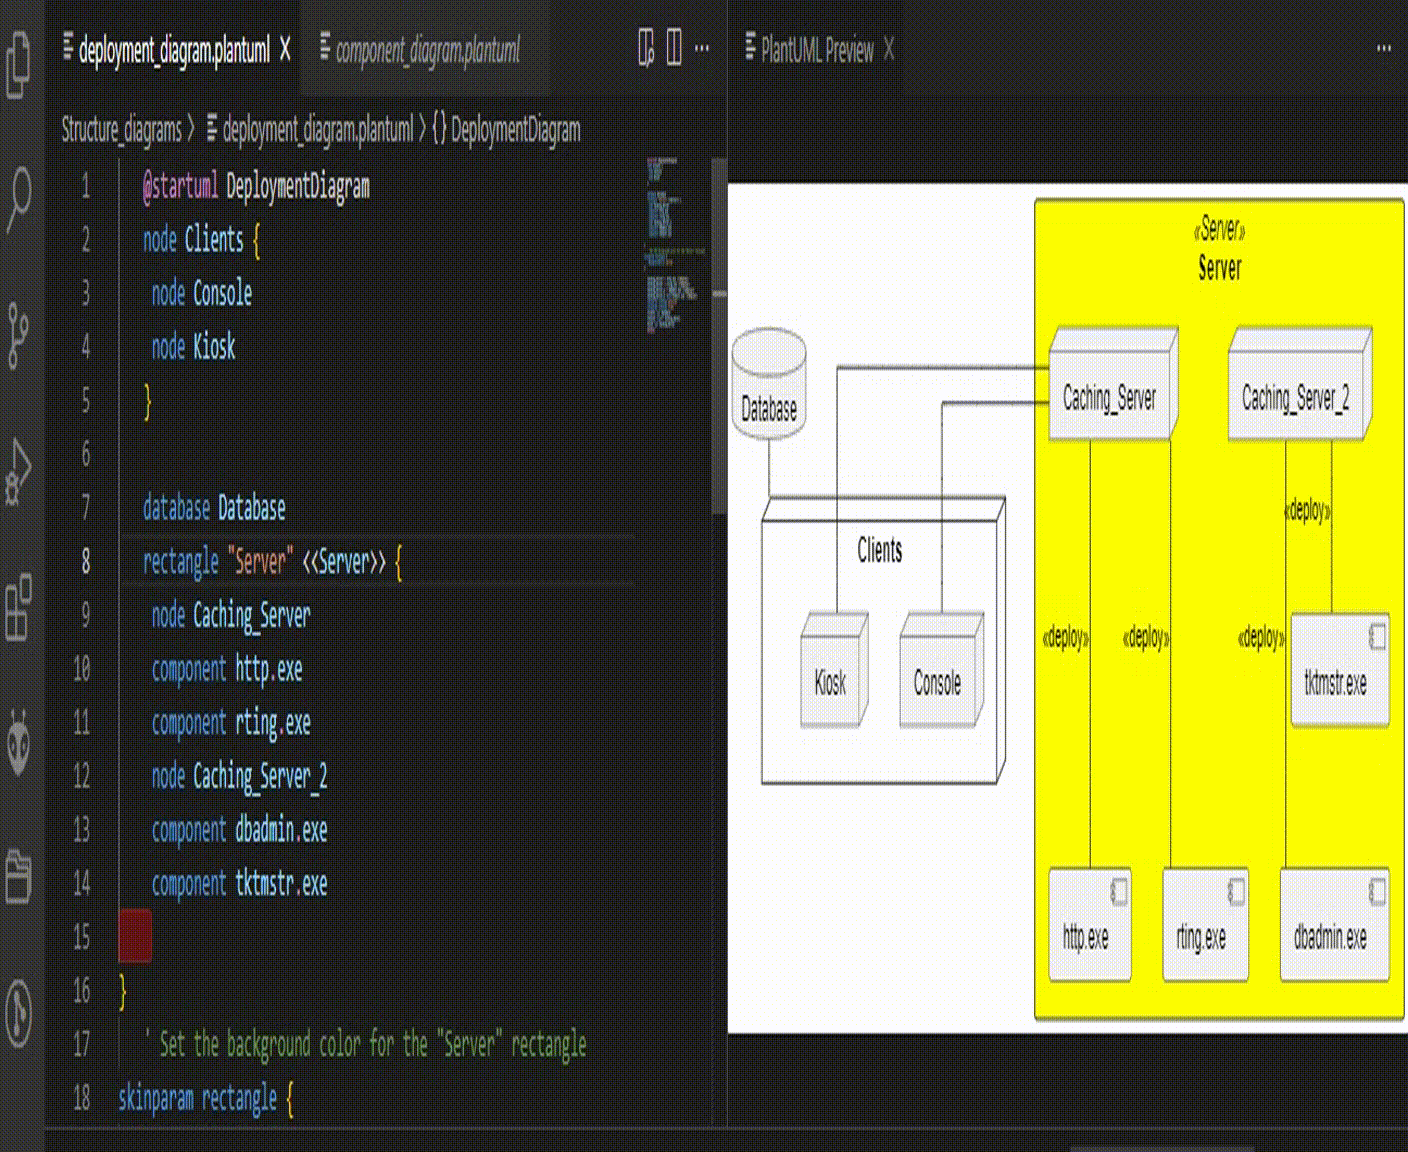 deployment_diagram.plantuml
component_diagram.plantuml
Structure_diagrams > deployment_diagram.plantuml > {} DeploymentDiagram
1 @startuml DeploymentDiagram
2 node Clients {
3 node Console
4 node Kiosk
5 }
6
7 database Database
8 rectangle "Server" <<Server>> {
9 node Caching_Server
10 component http.exe
11 component rting.exe
12 node Caching_Server_2
13 component dbadmin.exe
14 component tktmstr.exe
15
16 }
17 ' Set the background color for the "Server" rectangle
18 skinparam rectangle {
PlantUML Preview
«Server»
Server
Database
Caching_Server
Caching_Server_2
«deploy»
Clients
«deploy»
«deploy»
«deploy»
Kiosk
Console
tktmstr.exe
http.exe
rting.exe
dbadmin.exe